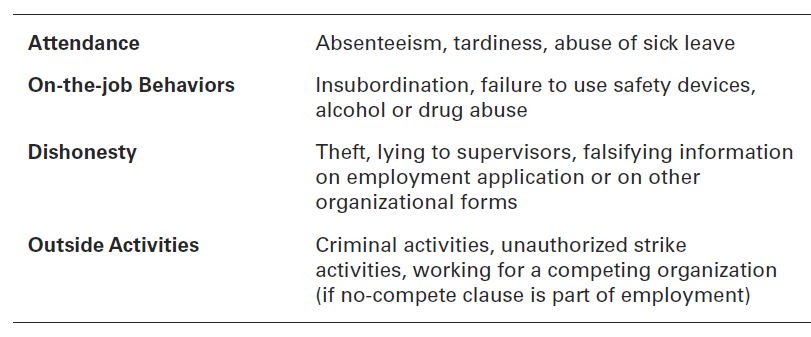 Attendance Absenteeism, tardiness, abuse of sick leave
On-the-job Behaviors Insubordination, failure to use safety devices,
alcohol or drug abuse
Dishonesty Theft, lying to supervisors, falsifying information
on employment application or on other
organizational forms
Outside Activities Criminal activities, unauthorized strike
activities, working for a competing organization
(if no-compete clause is part of employment)